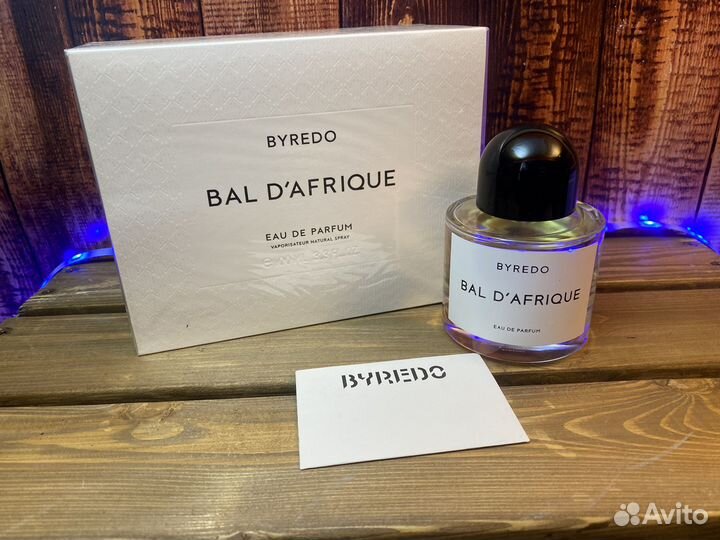 BYREDO
BAL D'AFRIQUE
EAU DE PARFUM
VAPORISATEUR NATURAL SPRAY
BYREDO
BAL D'AFRIQUE
EAU DE PARFUM
BYREDO
Avito